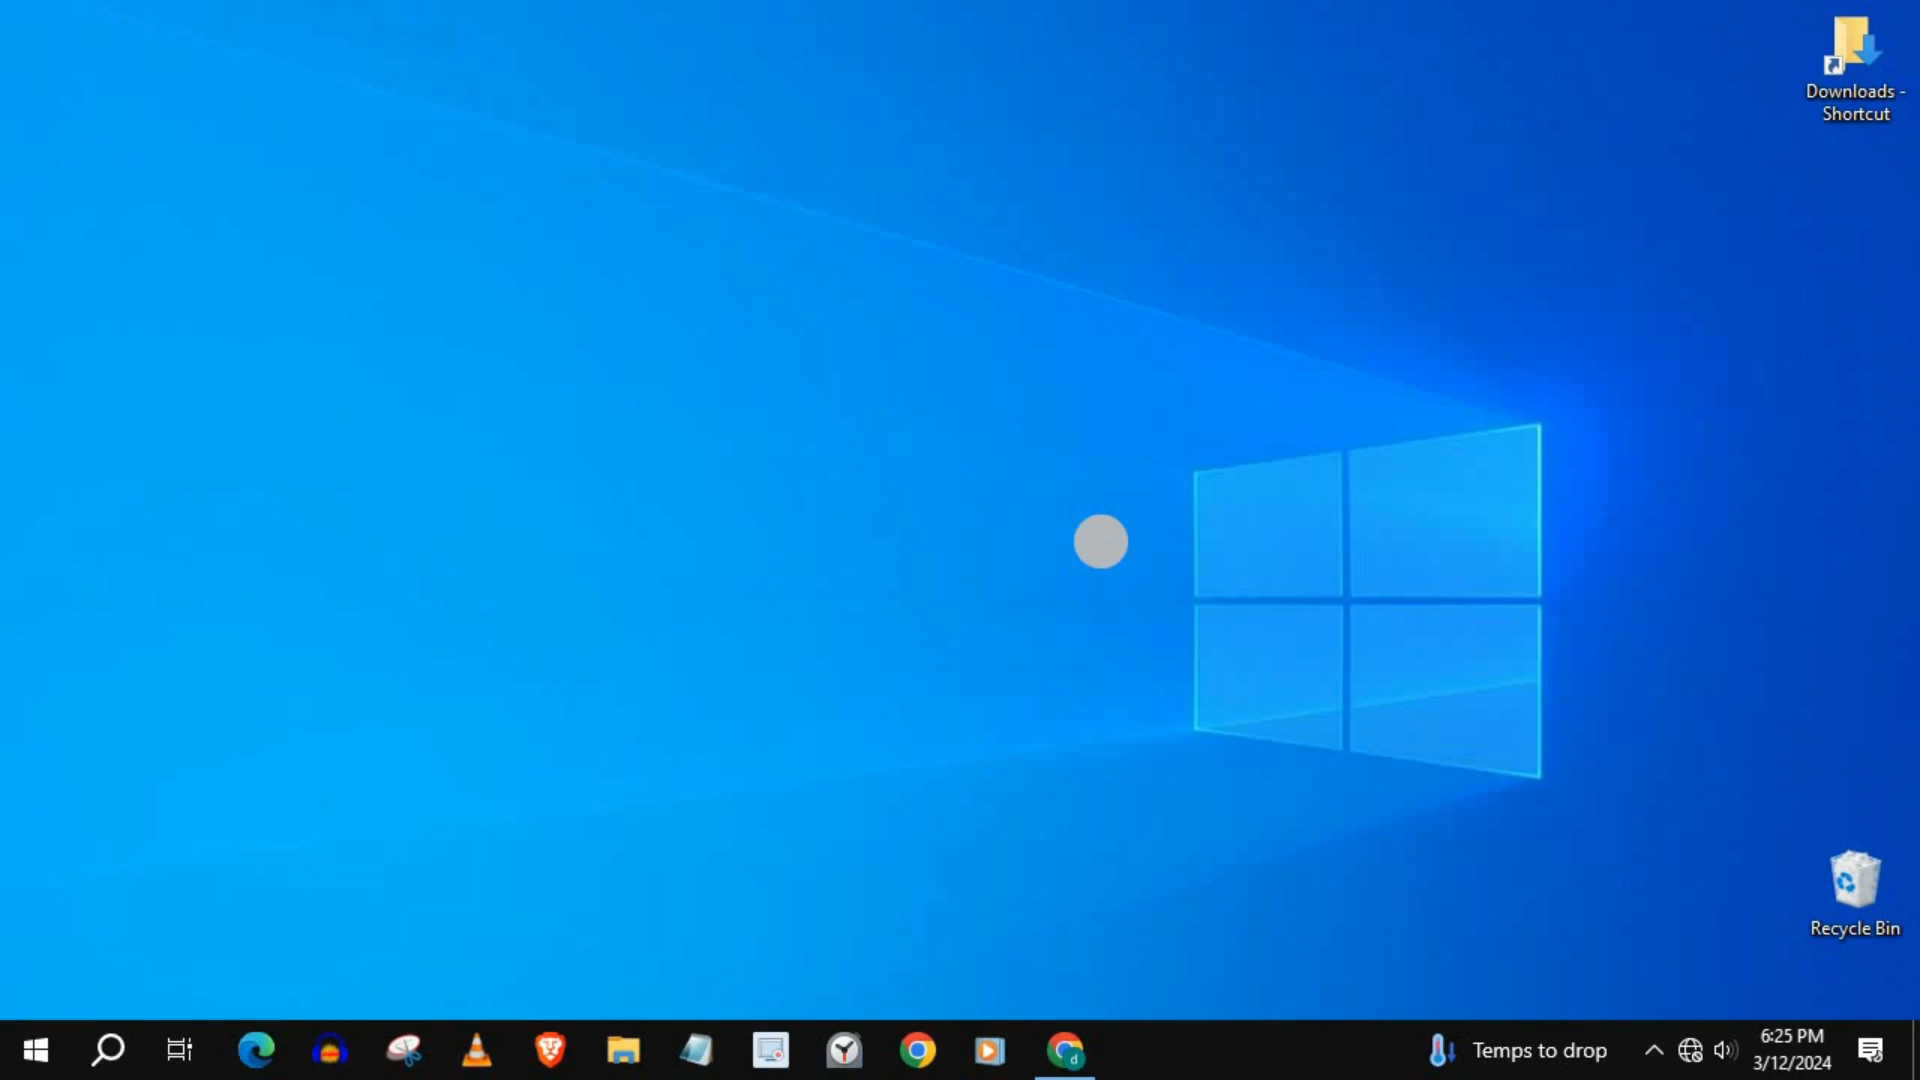 Downloads -
Shortcut
Recycle Bin
Temps to drop
6:25 PM
3/12/2024
d